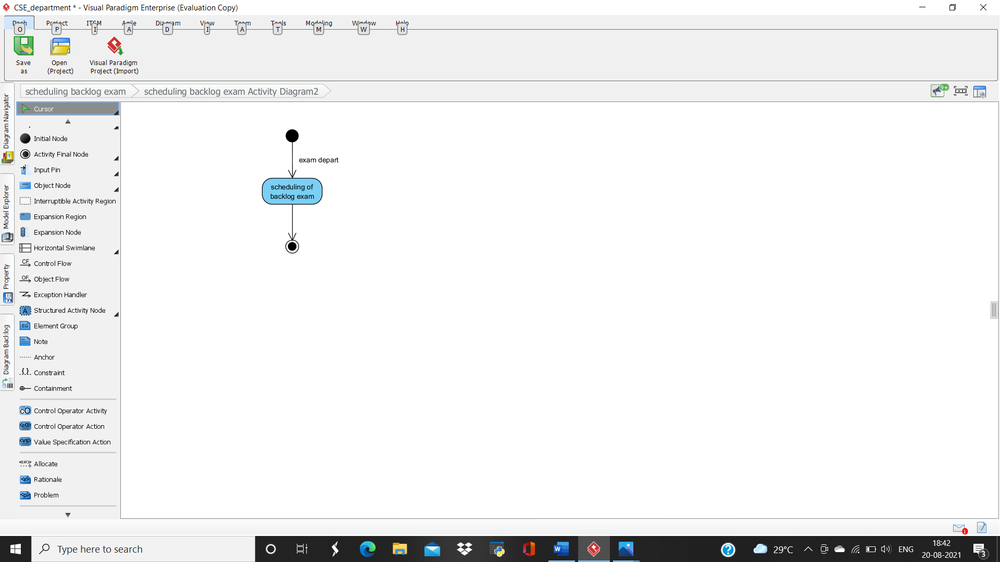 CSE_department * - Visual Paradigm Enterprise (Evaluation Copy)
Dash Project ITSM Agile Diagram View Team Tools Modeling Window Help
O P I A D I A T M W H
Save as
Open (Project)
Visual Paradigm Project (Import)
scheduling backlog exam
scheduling backlog exam Activity Diagram2
9+
Diagram Navigator
Model Explorer
Property
Diagram Backlog
Cursor
Initial Node
Activity Final Node
Input Pin
Object Node
Interruptible Activity Region
Expansion Region
Expansion Node
Horizontal Swimlane
CF Control Flow
OF Object Flow
Exception Handler
A Structured Activity Node
EG Element Group
Note
Anchor
Constraint
Containment
cO Control Operator Activity
«cO» Control Operator Action
«VS» Value Specification Action
Allocate
«r» Rationale
«p» Problem
exam depart
scheduling of
backlog exam
1
Type here to search
29°C
ENG
18:42
20-08-2021
3